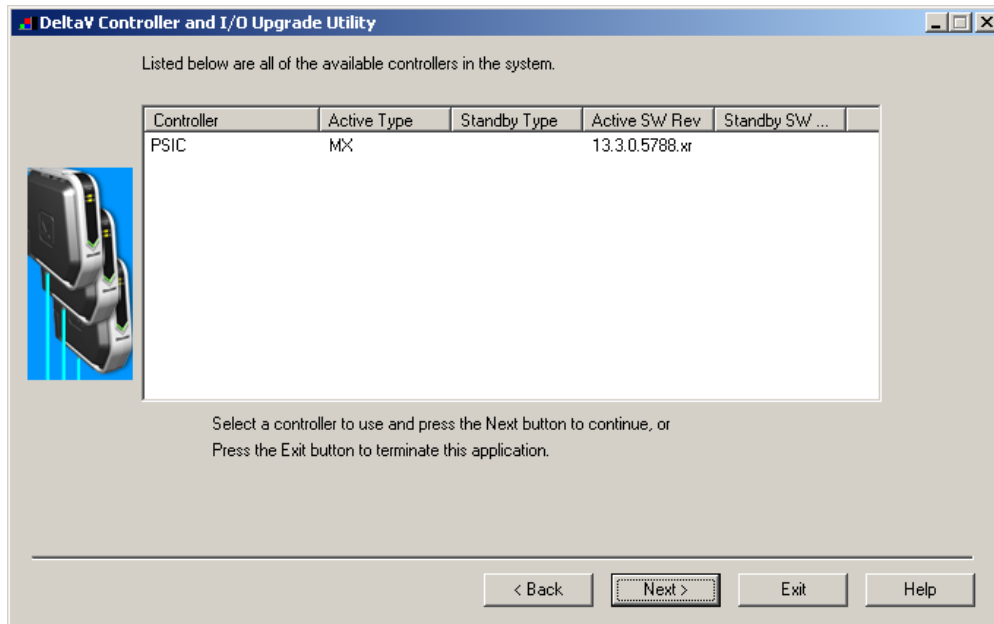 DeltaV Controller and I/O Upgrade Utility
Listed below are all of the available controllers in the system.
Controller Active Type Standby Type Active SW Rev Standby SW ...
PSIC MX 13.3.0.5788.xr
Select a controller to use and press the Next button to continue, or
Press the Exit button to terminate this application.
< Back Next > Exit Help